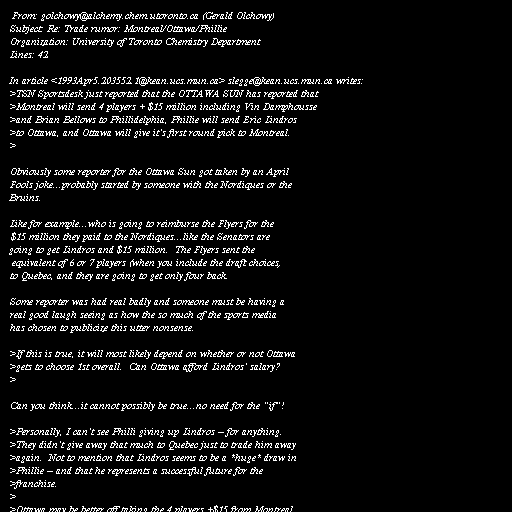 From: golchowy@alchemy.chem.utoronto.ca (Gerald Olchowy)
Subject: Re: Trade rumor: Montreal/Ottawa/Phillie
Organization: University of Toronto Chemistry Department
Lines: 42

In article <1993Apr5.203552.1@kean.ucs.mun.ca> slegge@kean.ucs.mun.ca writes:
>TSN Sportsdesk just reported that the OTTAWA SUN has reported that
>Montreal will send 4 players + $15 million including Vin Damphousse
>and Brian Bellows to Phillidelphia, Phillie will send Eric Lindros
>to Ottawa, and Ottawa will give it's first round pick to Montreal.
>

Obviously some reporter for the Ottawa Sun got taken by an April
Fools joke...probably started by someone with the Nordiques or the
Bruins.

Like for example...who is going to reimburse the Flyers for the
$15 million they paid to the Nordiques...like the Senators are
going to get Lindros and $15 million.  The Flyers sent the
equivalent of 6 or 7 players (when you include the draft choices,
to Quebec, and they are going to get only four back.

Some reporter was had real badly and someone must be having a
real good laugh seeing as how the so much of the sports media
has chosen to publicize this utter nonsense.

>If this is true, it will most likely depend on whether or not Ottawa
>gets to choose 1st overall.  Can Ottawa afford Lindros' salary?
>

Can you think...it cannot possibly be true...no need for the "if"!

>Personally, I can't see Philli giving up Lindros -- for anything.
>They didn't give away that much to Quebec just to trade him away
>again.  Not to mention that Lindros seems to be a *huge* draw in
>Phillie -- and that he represents a successful future for the
>franchise.
>
>Ottawa may be better off taking the 4 players +$15 from Montreal